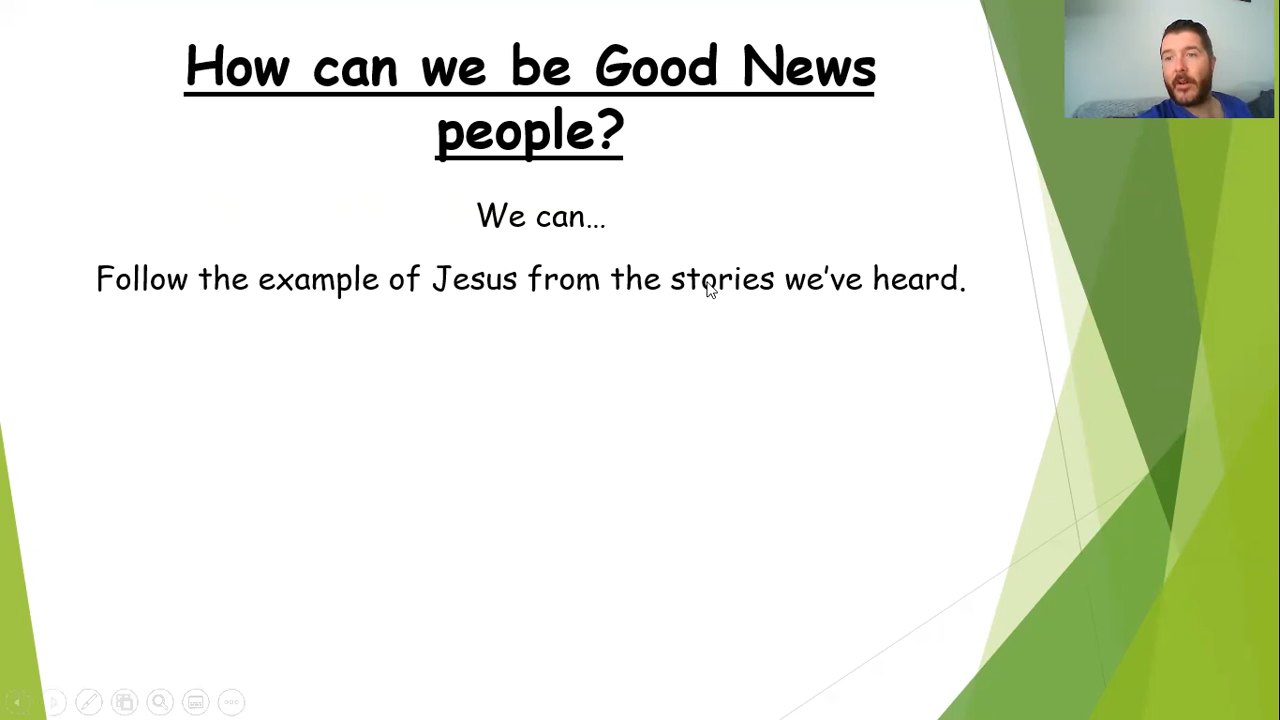 How can we be Good News
people?
We can...
Follow the example of Jesus from the stories we've heard.